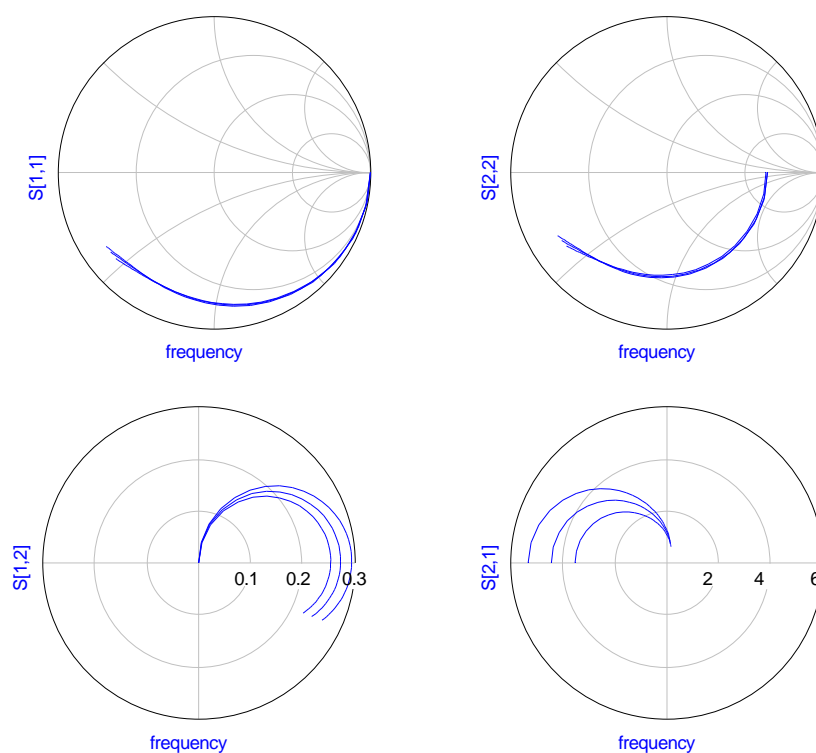 S[1,1]
frequency
S[2,2]
frequency
S[1,2]
0.1 0.2 0.3
frequency
S[2,1]
2 4 6
frequency